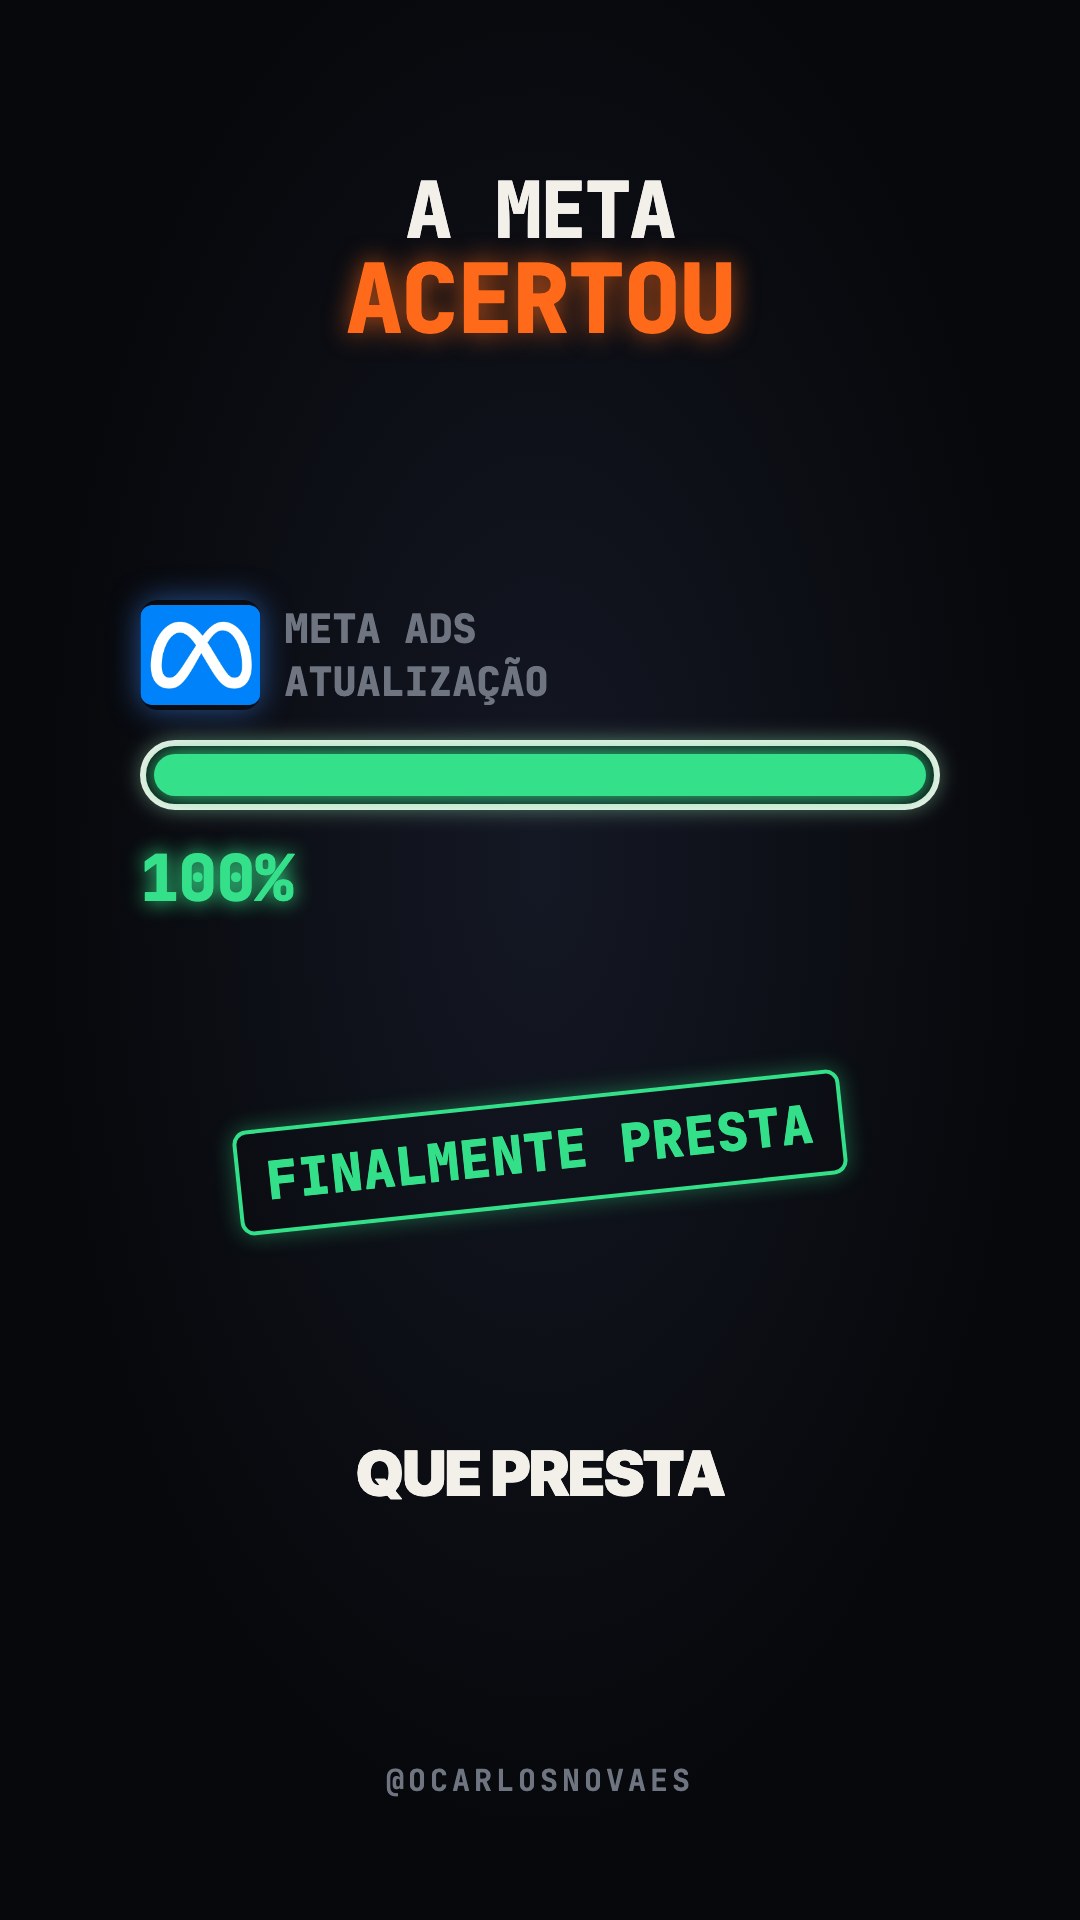 A META
ACERTOU
META ADS
ATUALIZAÇÃO
100%
FINALMENTE PRESTA
QUE PRESTA
@OCARLOSNOVAES